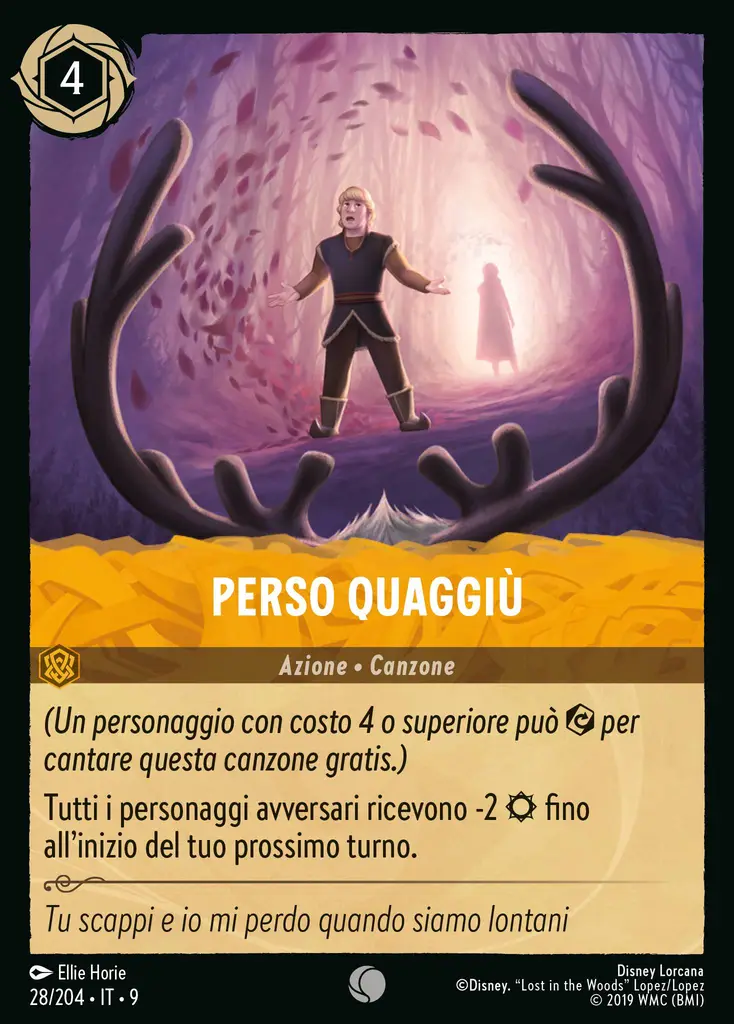 4
PERSO QUAGGIÙ
Azione • Canzone
(Un personaggio con costo 4 o superiore può per
cantare questa canzone gratis.)
Tutti i personaggi avversari ricevono -2 fino
all'inizio del tuo prossimo turno.
Tu scappi e io mi perdo quando siamo lontani
Ellie Horie
28/204 • IT • 9
Disney Lorcana
©Disney. "Lost in the Woods" Lopez/Lopez
© 2019 WMC (BMI)